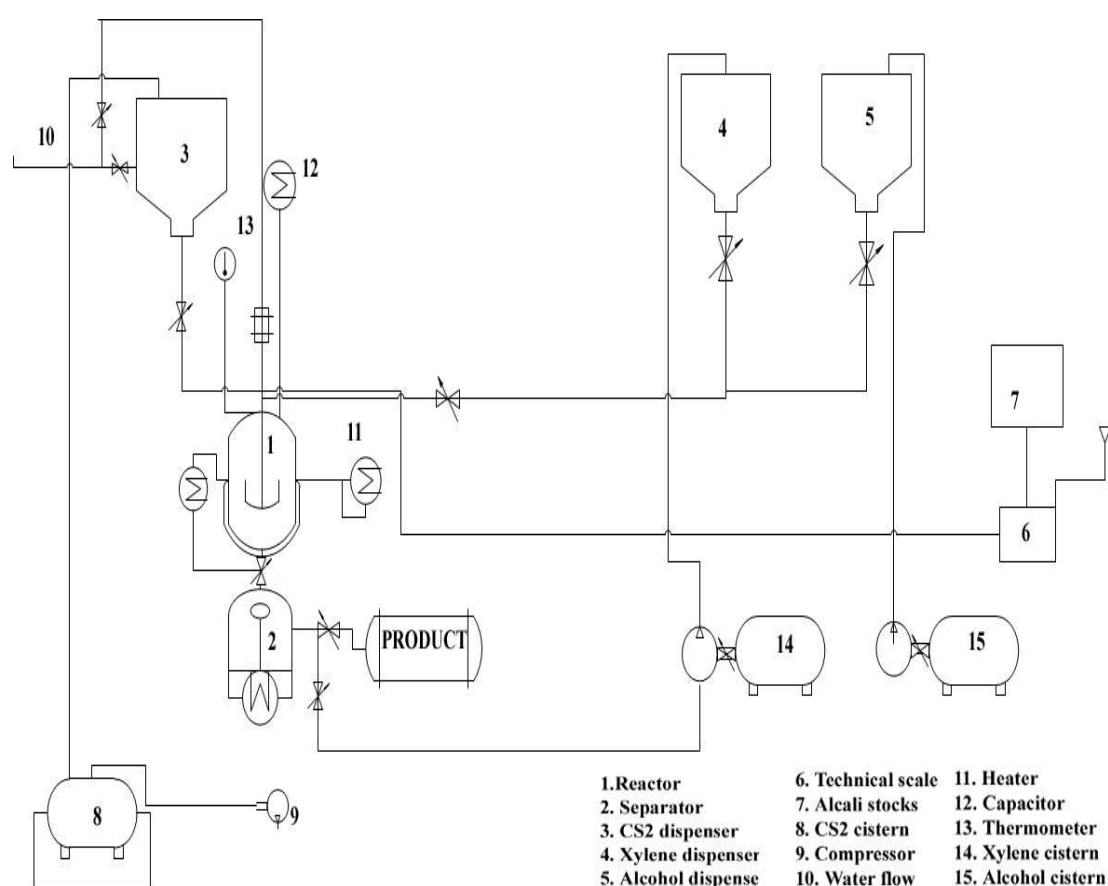 10
3
12
13
4
5
7
11
1
6
2
PRODUCT
14
15
8
9
1.Reactor
2. Separator
3. CS2 dispenser
4. Xylene dispenser
5. Alcohol dispense
6. Technical scale
7. Alcali stocks
8. CS2 cistern
9. Compressor
10. Water flow
11. Heater
12. Capacitor
13. Thermometer
14. Xylene cistern
15. Alcohol cistern